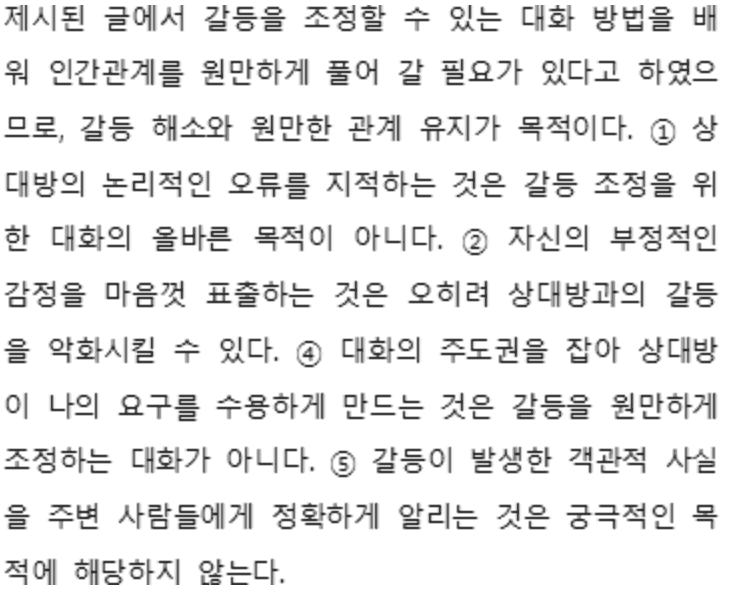 제시된 글에서 갈등을 조정할 수 있는 대화 방법을 배
워 인간관계를 원만하게 풀어 갈 필요가 있다고 하였으
므로, 갈등 해소와 원만한 관계 유지가 목적이다. ① 상
대방의 논리적인 오류를 지적하는 것은 갈등 조정을 위
한 대화의 올바른 목적이 아니다. ② 자신의 부정적인
감정을 마음껏 표출하는 것은 오히려 상대방과의 갈등
을 악화시킬 수 있다. ④ 대화의 주도권을 잡아 상대방
이 나의 요구를 수용하게 만드는 것은 갈등을 원만하게
조정하는 대화가 아니다. ⑤ 갈등이 발생한 객관적 사실
을 주변 사람들에게 정확하게 알리는 것은 궁극적인 목
적에 해당하지 않는다.